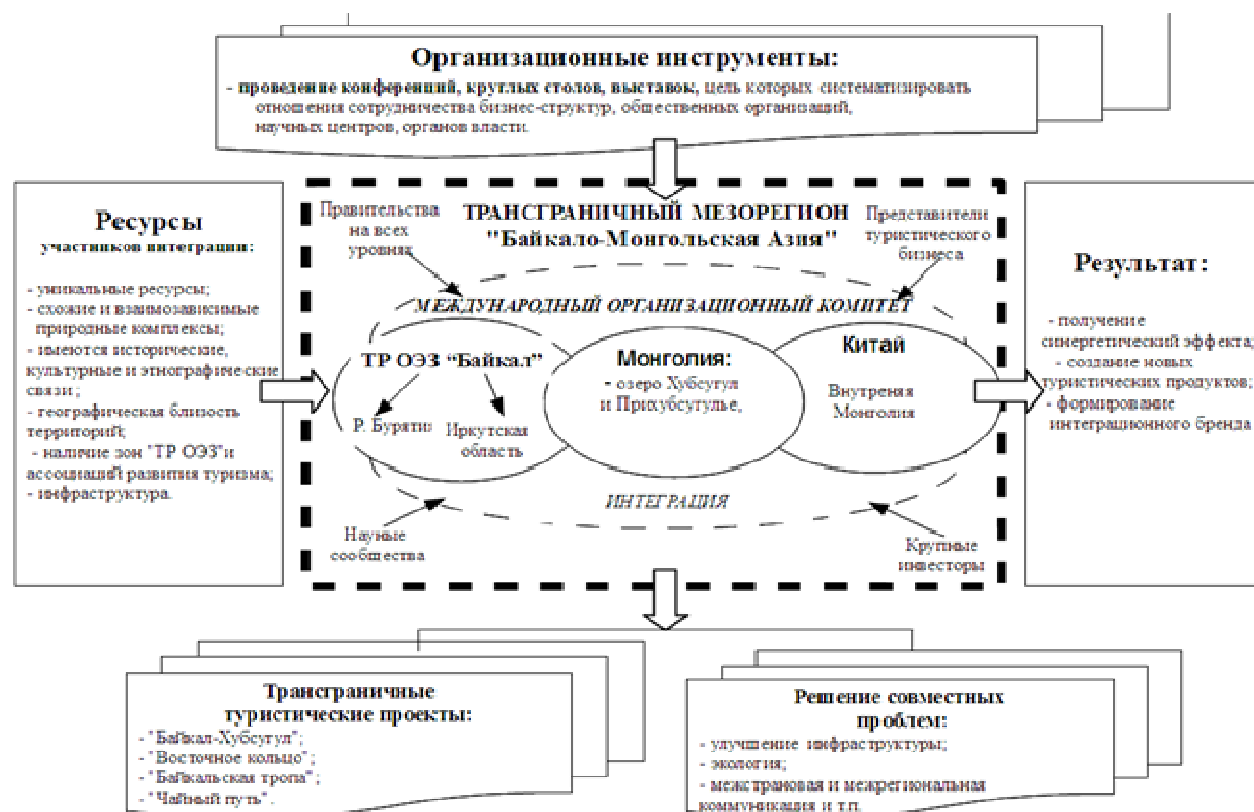 Организационные инструменты:
- проведение конференций, круглых столов, выставок, цель которых систематизировать
отношения сотрудничества бизнес-структур, общественных организаций,
научных центров, органов власти.
Ресурсы
участников интеграции:
- уникальные ресурсы;
- схожие и взаимозависимые
природные комплексы;
- имеются исторические,
культурные и этнографические
связи;
- географическая близость
территорий;
- наличие зон "ТР ОЭЗ"и
ассоциаций развития туризма;
- инфраструктура.
Правительства
на всех
уровнях
ТРАНСГРАНИЧНЫЙ МЕЗОРЕГИОН
"Байкало-Монгольская Азия"
Представители
туристического
бизнеса
МЕЖДУНАРОДНЫЙ ОРГАНИЗАЦИОННЫЙ КОМИТЕТ
ТР ОЭЗ “Байкал”
Р. Бурятия
Иркутская
область
Монголия:
- озеро Хубсугул
и Прихубсугулье,
Китай
Внутреняя
Монголия
ИНТЕГРАЦИЯ
Науные
сообщества
Крупные
инвесторы
Результат:
- получение
синергетический эффекта;
- создание новых
туристических продуктов;
- формирование
интеграционного бренда
Трансграничные
туристические проекты:
- "Байкал-Хубсугул";
- "Восточное кольцо";
- "Байкальская тропа";
- "Чайный путь".
Решение совместных
проблем:
- улучшение инфраструктуры;
- экология;
- межстрановая и межрегиональная
коммуникация и т.п.